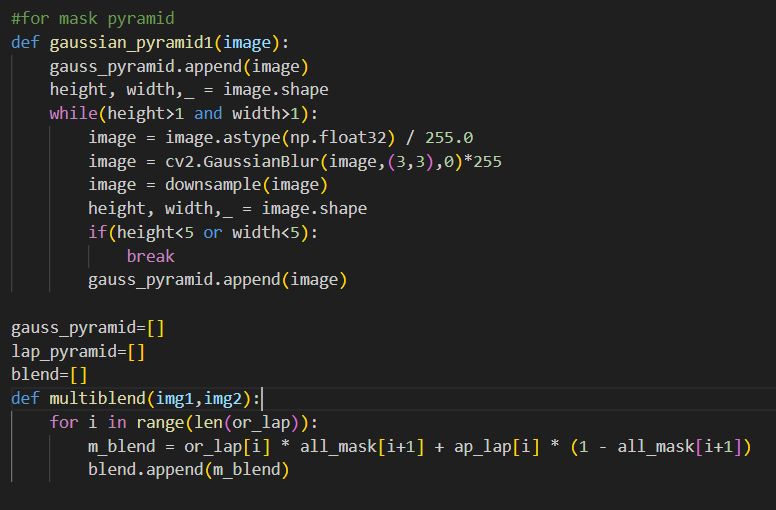 #for mask pyramid
def gaussian_pyramid1(image):
    gauss_pyramid.append(image)
    height, width,_ = image.shape
    while(height>1 and width>1):
        image = image.astype(np.float32) / 255.0
        image = cv2.GaussianBlur(image,(3,3),0)*255
        image = downsample(image)
        height, width,_ = image.shape
        if(height<5 or width<5):
            break
        gauss_pyramid.append(image)

gauss_pyramid=[]
lap_pyramid=[]
blend=[]
def multiblend(img1,img2):
    for i in range(len(or_lap)):
        m_blend = or_lap[i] * all_mask[i+1] + ap_lap[i] * (1 - all_mask[i+1])
        blend.append(m_blend)